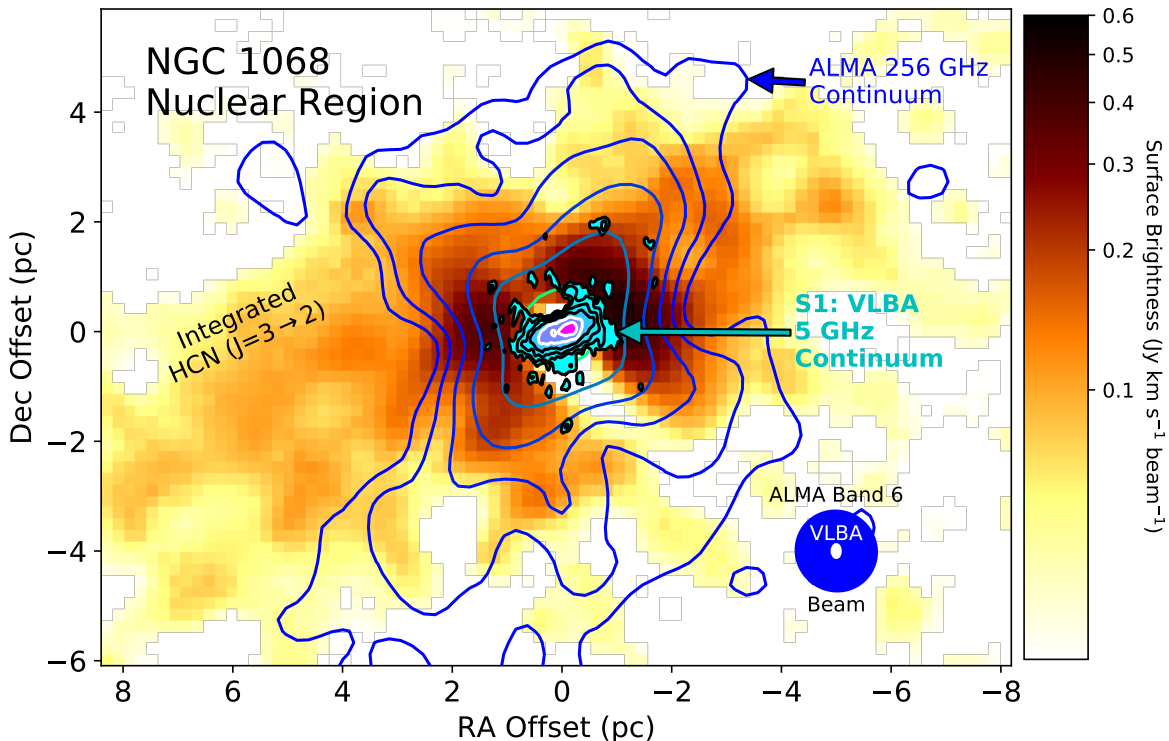 NGC 1068
Nuclear Region
ALMA 256 GHz
Continuum
Integrated
HCN (J=3→2)
S1: VLBA
5 GHz
Continuum
ALMA Band 6
VLBA
Beam
4
2
0
−2
−4
−6
Dec Offset (pc)
8
6
4
2
0
−2
−4
−6
−8
RA Offset (pc)
0.6
0.5
0.4
0.3
0.2
0.1
Surface Brightness (Jy km s⁻¹ beam⁻¹)